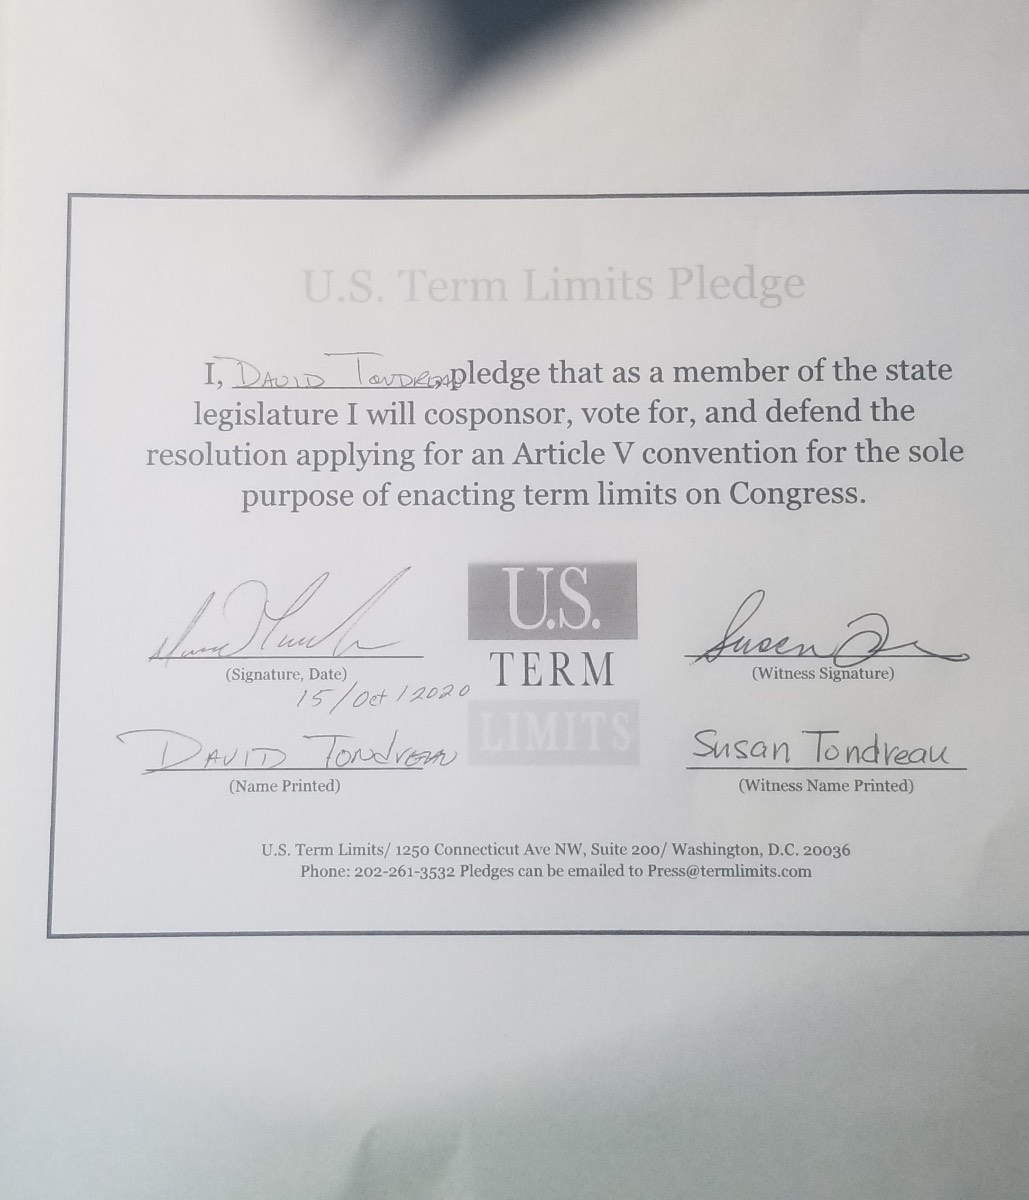 U.S. Term Limits Pledge
I, DAVID TONDREAU pledge that as a member of the state
legislature I will cosponsor, vote for, and defend the
resolution applying for an Article V convention for the sole
purpose of enacting term limits on Congress.
U.S.
TERM
LIMITS
(Signature, Date)
15/Oct/2020
Susan
(Witness Signature)
DAVID TONDREAU
(Name Printed)
Susan Tondreau
(Witness Name Printed)
U.S. Term Limits/ 1250 Connecticut Ave NW, Suite 200/ Washington, D.C. 20036
Phone: 202-261-3532 Pledges can be emailed to Press@termlimits.com